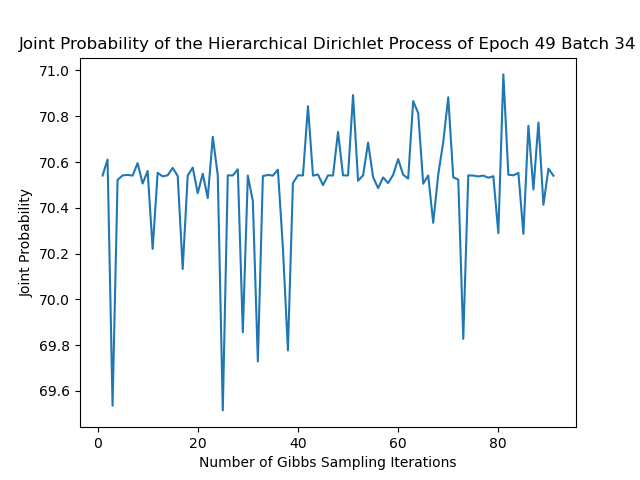 Joint Probability of the Hierarchical Dirichlet Process of Epoch 49 Batch 34
71.0
70.8
70.6
70.4
70.2
70.0
69.8
69.6
Joint Probability
0 20 40 60 80
Number of Gibbs Sampling Iterations